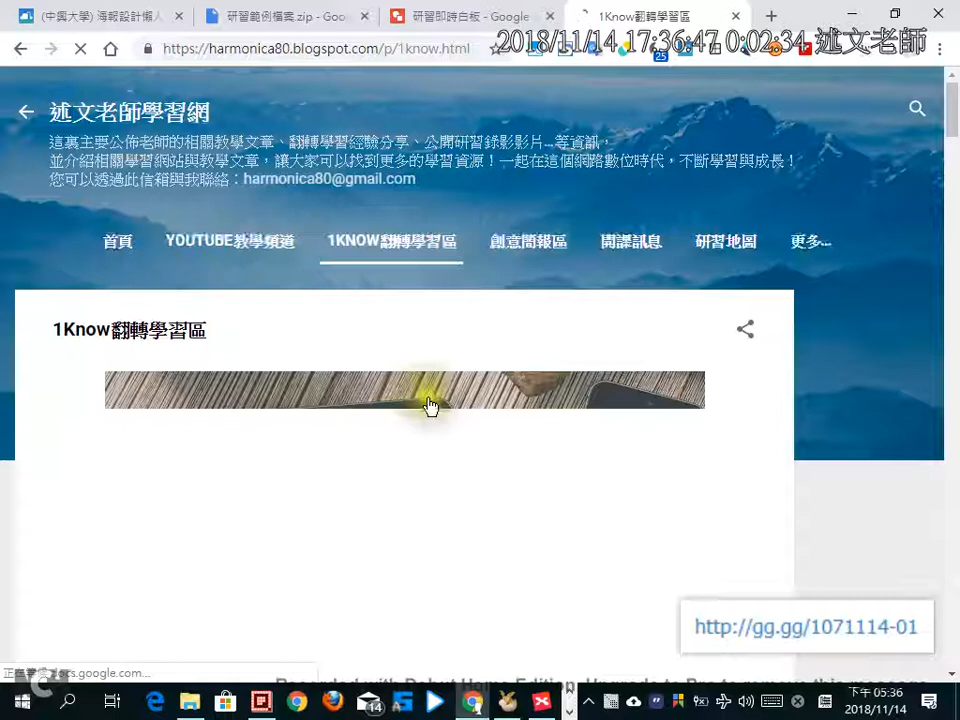 (中興大學) 海報設計懶人
研習範例檔案.zip - Goo
研習即時白板 - Google
1Know翻轉學習區
https://harmonica80.blogspot.com/p/1know.html
2018/11/14 17:36:47 0:02:34 述文老師
25
述文老師學習網
這裏主要公佈老師的相關教學文章、翻轉學習經驗分享、公開研習錄影影片...等資訊，
並介紹相關學習網站與教學文章，讓大家可以找到更多的學習資源！一起在這個網路數位時代，不斷學習與成長！
您可以透過此信箱與我聯絡：harmonica80@gmail.com
首頁 YOUTUBE教學頻道 1KNOW翻轉學習區 創意簡報區 開課訊息 研習地圖 更多...
1Know翻轉學習區
http://gg.gg/1071114-01
docs.google.com...
Recorded with Debut Home Edition
14
下午 05:36
2018/11/14